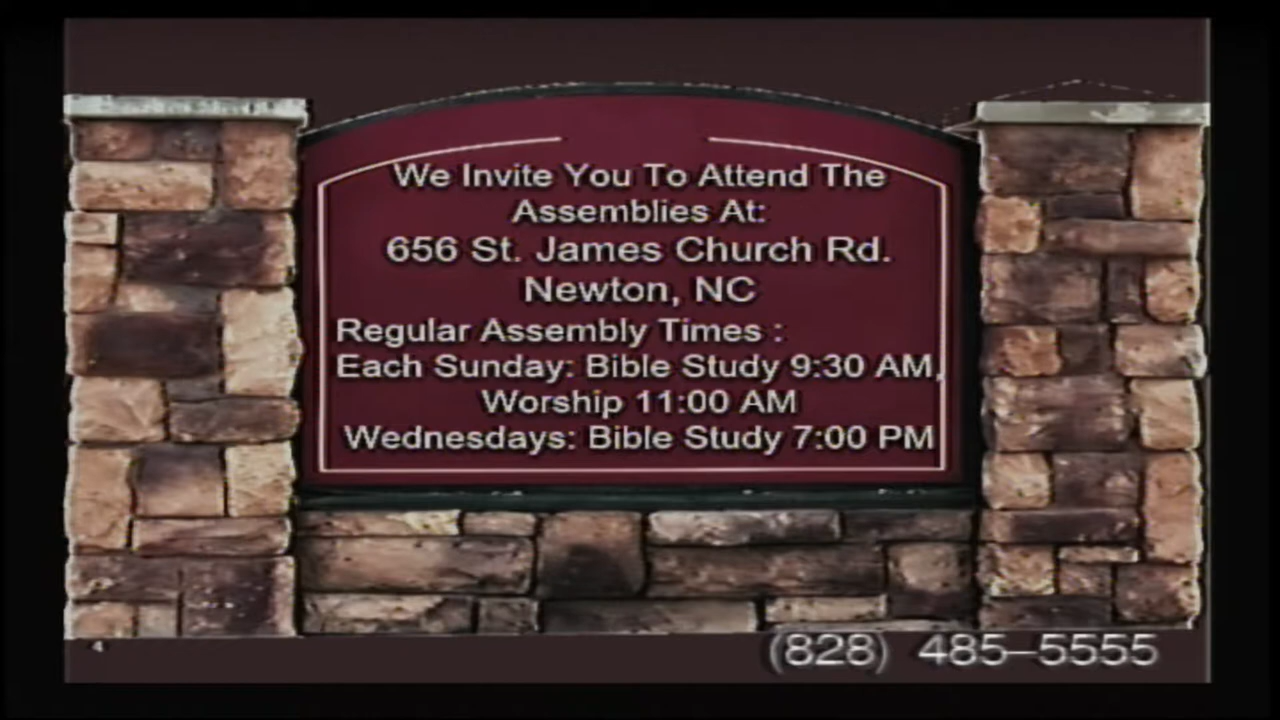 We Invite You To Attend The
Assemblies At:
656 St. James Church Rd.
Newton, NC
Regular Assembly Times :
Each Sunday: Bible Study 9:30 AM,
Worship 11:00 AM
Wednesdays: Bible Study 7:00 PM
4
(828) 485–5555